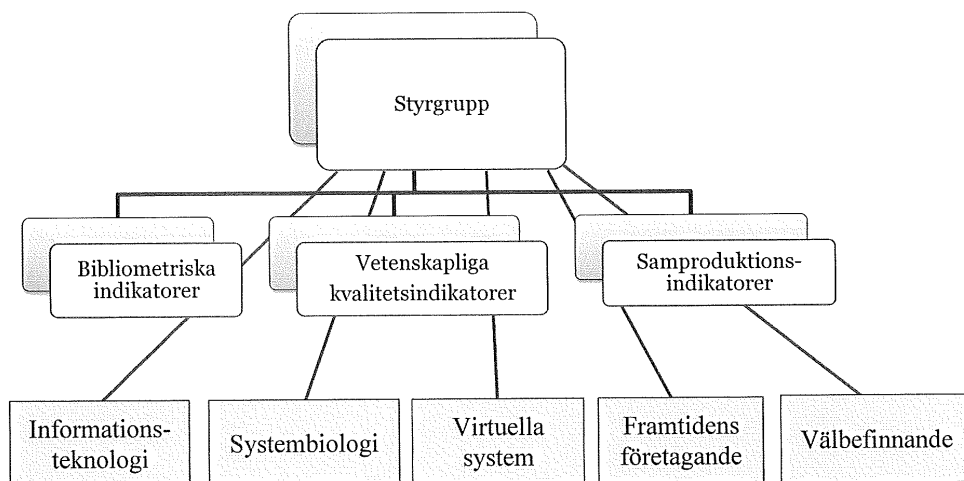 Styrgrupp
Bibliometriska
indikatorer
Vetenskapliga
kvalitetsindikatorer
Samproduktions-
indikatorer
Informations-
teknologi
Systembiologi
Virtuella
system
Framtidens
företagande
Välbefinnande